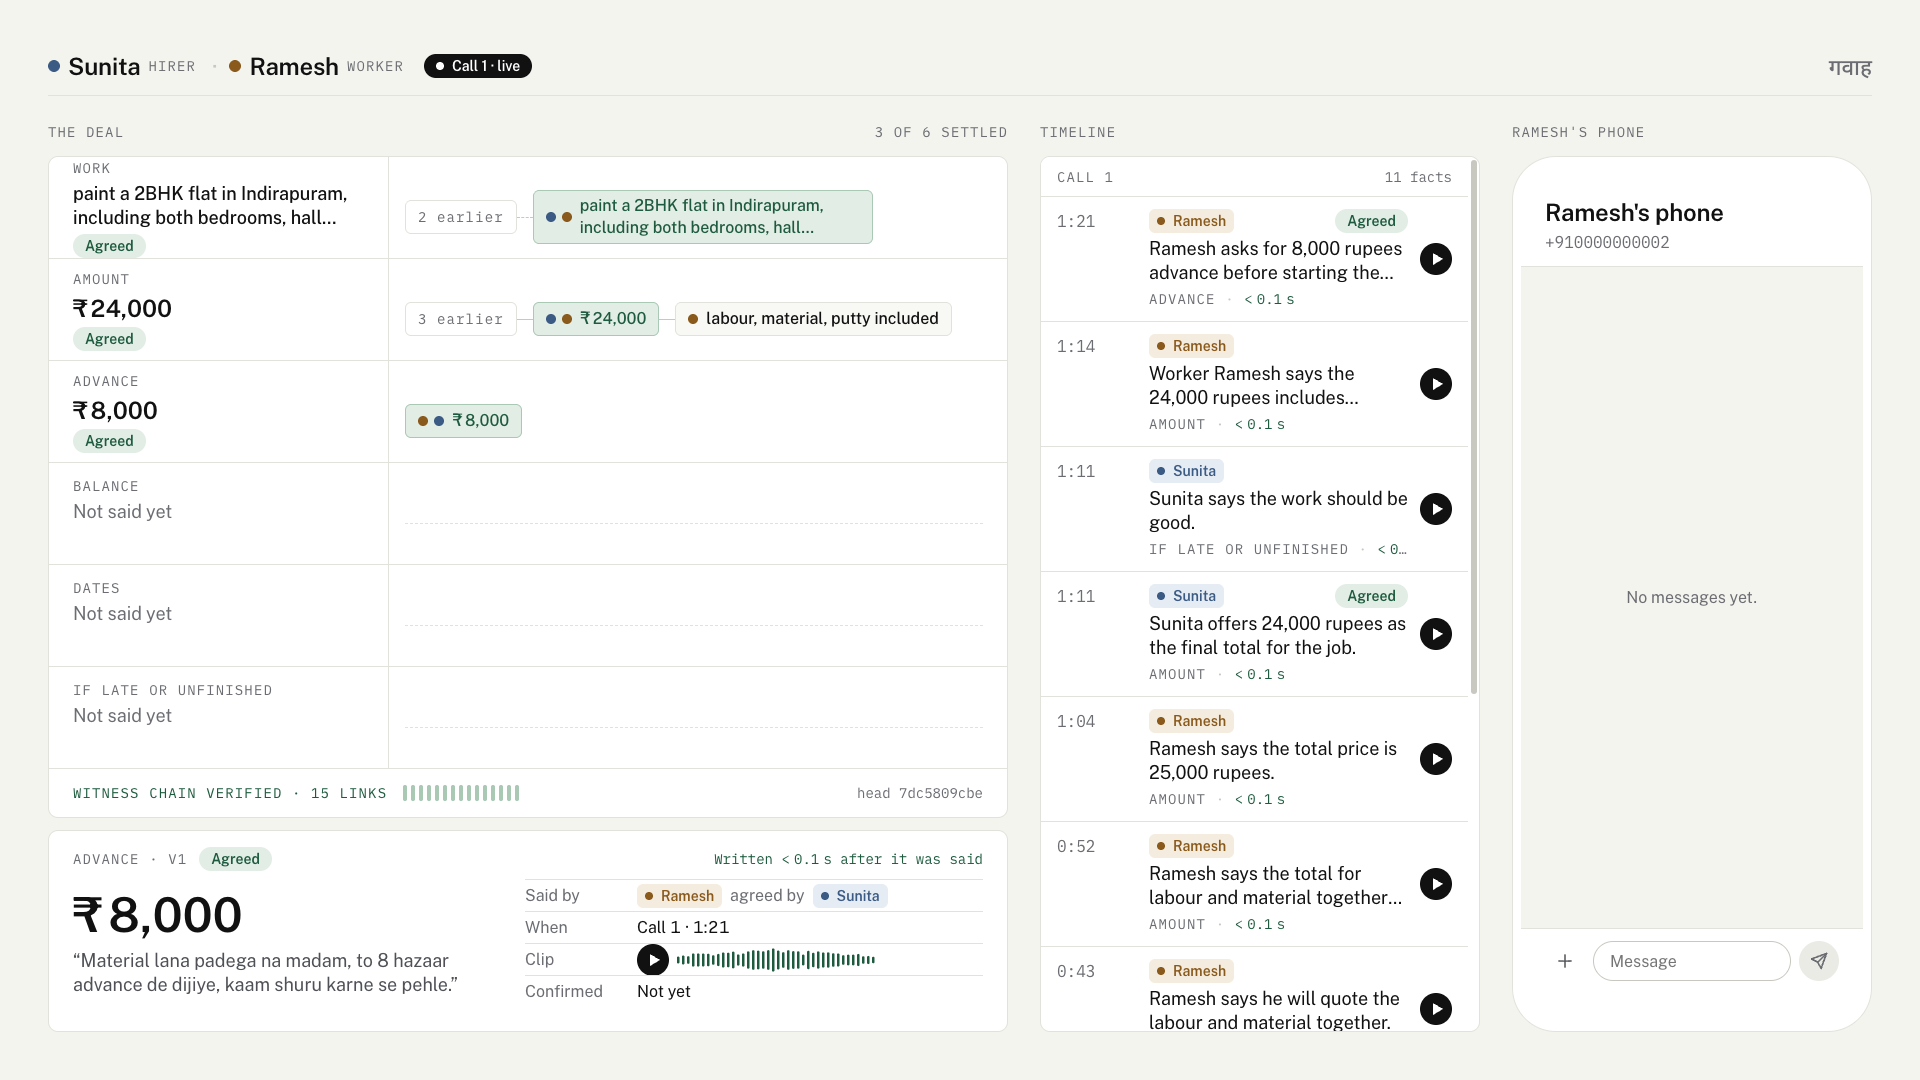 Sunita HIRER · Ramesh WORKER Call 1 · live
गवाह
THE DEAL 3 OF 6 SETTLED
WORK
paint a 2BHK flat in Indirapuram,
including both bedrooms, hall...
Agreed
2 earlier
paint a 2BHK flat in Indirapuram,
including both bedrooms, hall...
AMOUNT
₹24,000
Agreed
3 earlier
₹24,000
labour, material, putty included
ADVANCE
₹8,000
Agreed
₹8,000
BALANCE
Not said yet
DATES
Not said yet
IF LATE OR UNFINISHED
Not said yet
WITNESS CHAIN VERIFIED · 15 LINKS
head 7dc5809cbe
ADVANCE · V1 Agreed
Written <0.1s after it was said
₹8,000
“Material lana padega na madam, to 8 hazaar
advance de dijiye, kaam shuru karne se pehle.”
Said by Ramesh agreed by Sunita
When Call 1 · 1:21
Clip
Confirmed Not yet
TIMELINE
CALL 1 11 facts
1:21 Ramesh Agreed
Ramesh asks for 8,000 rupees
advance before starting the...
ADVANCE · <0.1s
1:14 Ramesh
Worker Ramesh says the
24,000 rupees includes...
AMOUNT · <0.1s
1:11 Sunita
Sunita says the work should be
good.
IF LATE OR UNFINISHED · <0...
1:11 Sunita Agreed
Sunita offers 24,000 rupees as
the final total for the job.
AMOUNT · <0.1s
1:04 Ramesh
Ramesh says the total price is
25,000 rupees.
AMOUNT · <0.1s
0:52 Ramesh
Ramesh says the total for
labour and material together...
AMOUNT · <0.1s
0:43 Ramesh
Ramesh says he will quote the
labour and material together.
RAMESH'S PHONE
Ramesh's phone
+910000000002
No messages yet.
Message